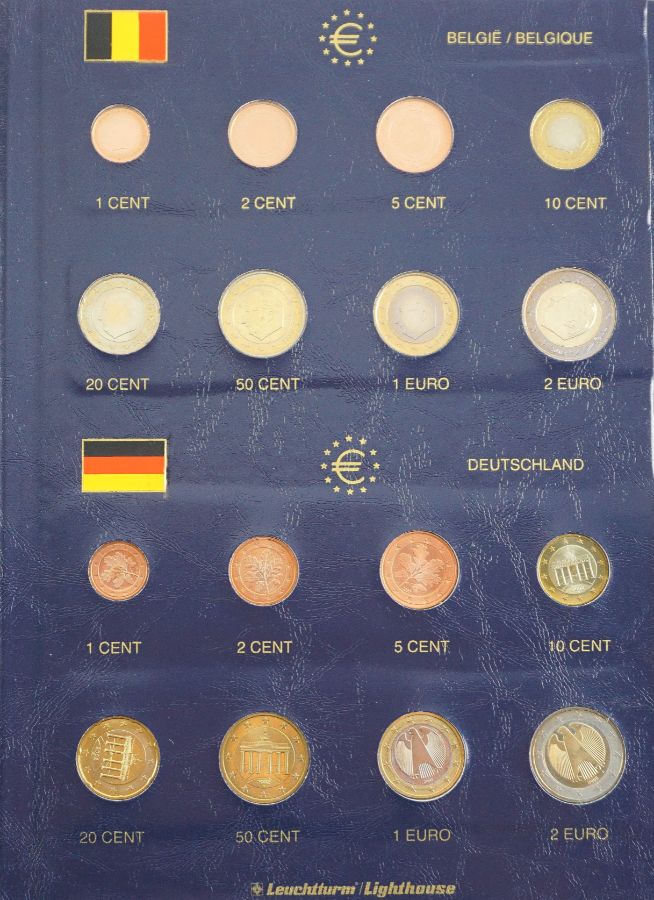 BELGIË / BELGIQUE
1 CENT 2 CENT 5 CENT 10 CENT
20 CENT 50 CENT 1 EURO 2 EURO
DEUTSCHLAND
1 CENT 2 CENT 5 CENT 10 CENT
20 CENT 50 CENT 1 EURO 2 EURO
Leuchtturm / Lighthouse